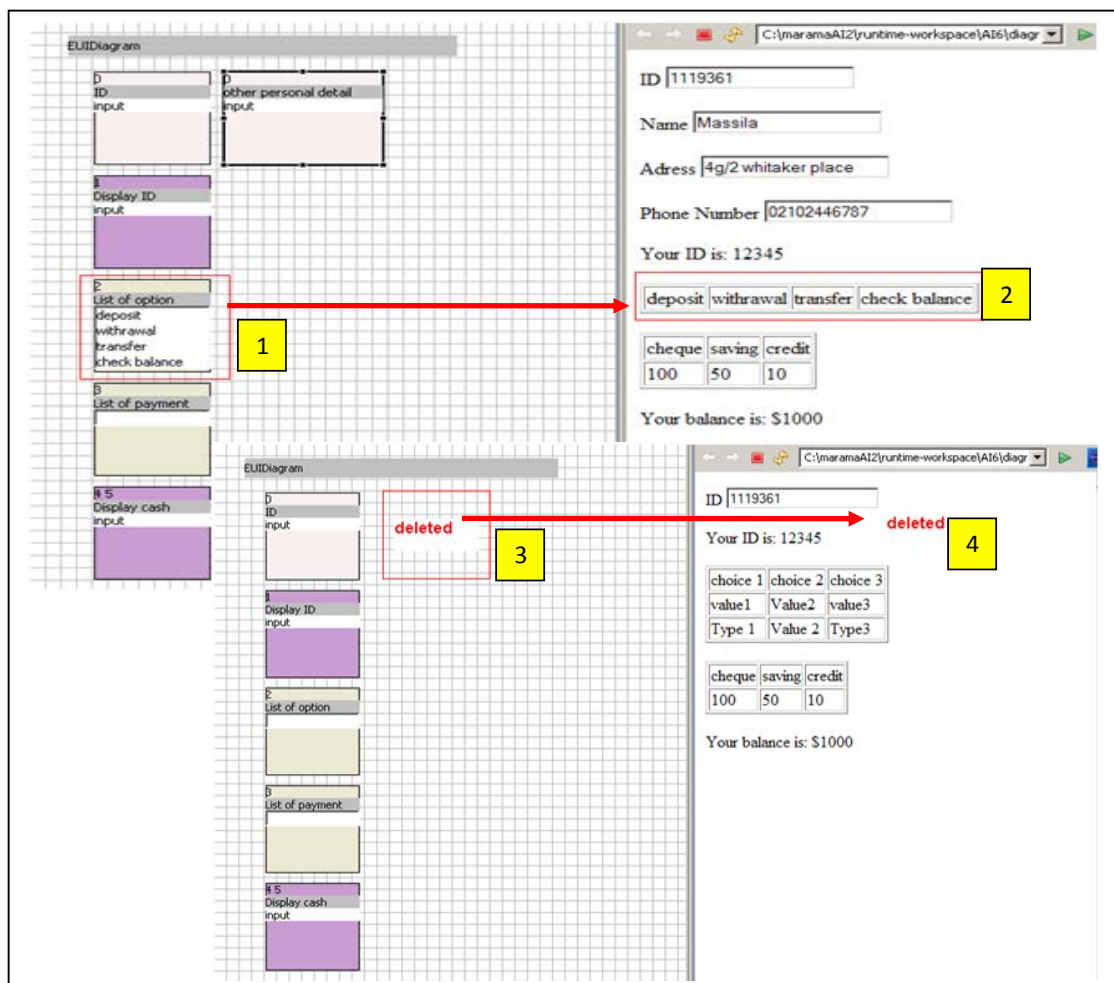 EUIDiagram
0
ID
input
0
other personal detail
input
1
Display ID
input
2
List of option
deposit
withrawal
transfer
check balance
1
3
List of payment
4 5
Display cash
input
C:\maramaAI2\runtime-workspace\AI6\diagr
ID 1119361
Name Massila
Adress 4g/2 whitaker place
Phone Number 02102446787
Your ID is: 12345
deposit withrawal transfer check balance
2
cheque saving credit
100 50 10
Your balance is: $1000
EUIDiagram
0
ID
input
deleted
3
1
Display ID
input
2
List of option
3
List of payment
4 5
Display cash
input
C:\maramaAI2\runtime-workspace\AI6\diagr
ID 1119361
deleted
4
Your ID is: 12345
choice 1 choice 2 choice 3
value1 Value2 value3
Type 1 Value 2 Type3
cheque saving credit
100 50 10
Your balance is: $1000